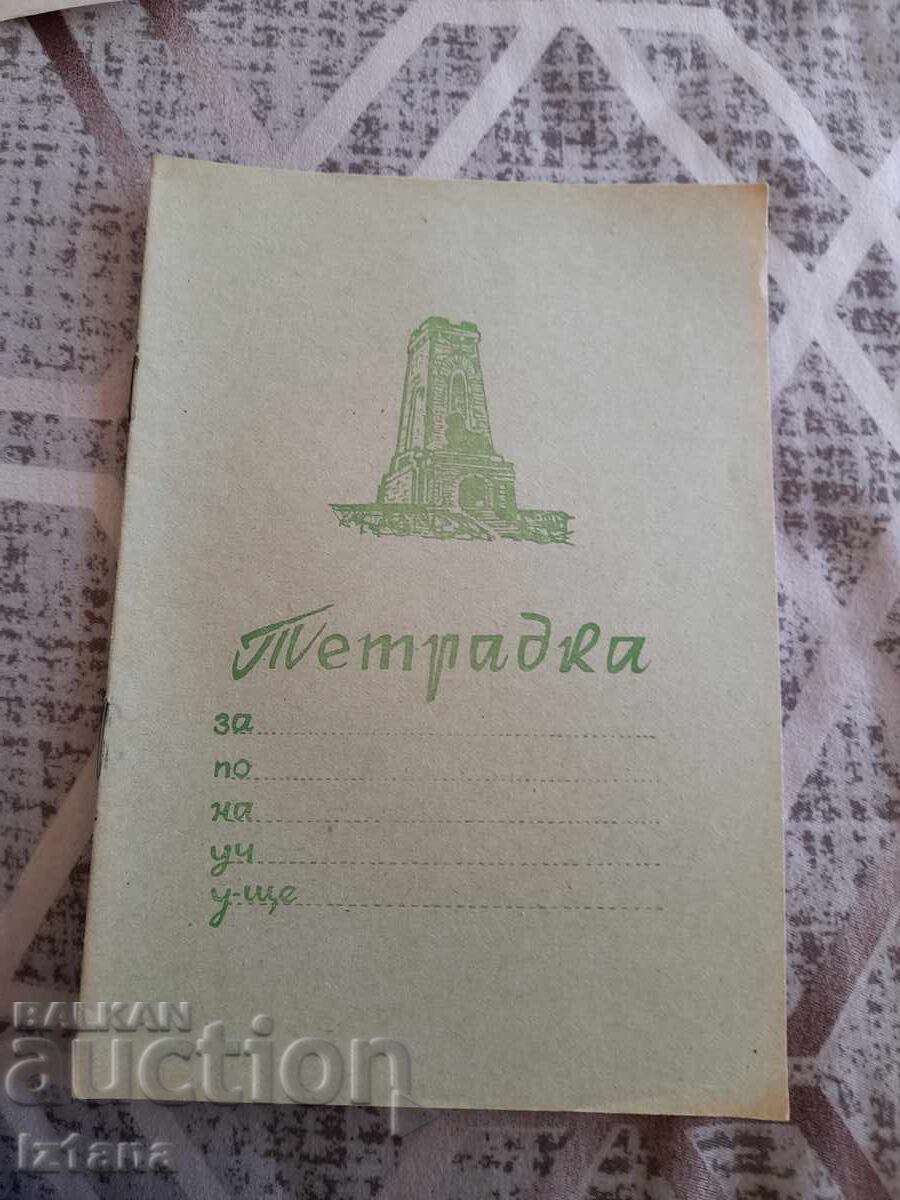 Тетрадка
за
по
на
уч
у-ще
BALKAN
auction
iztana